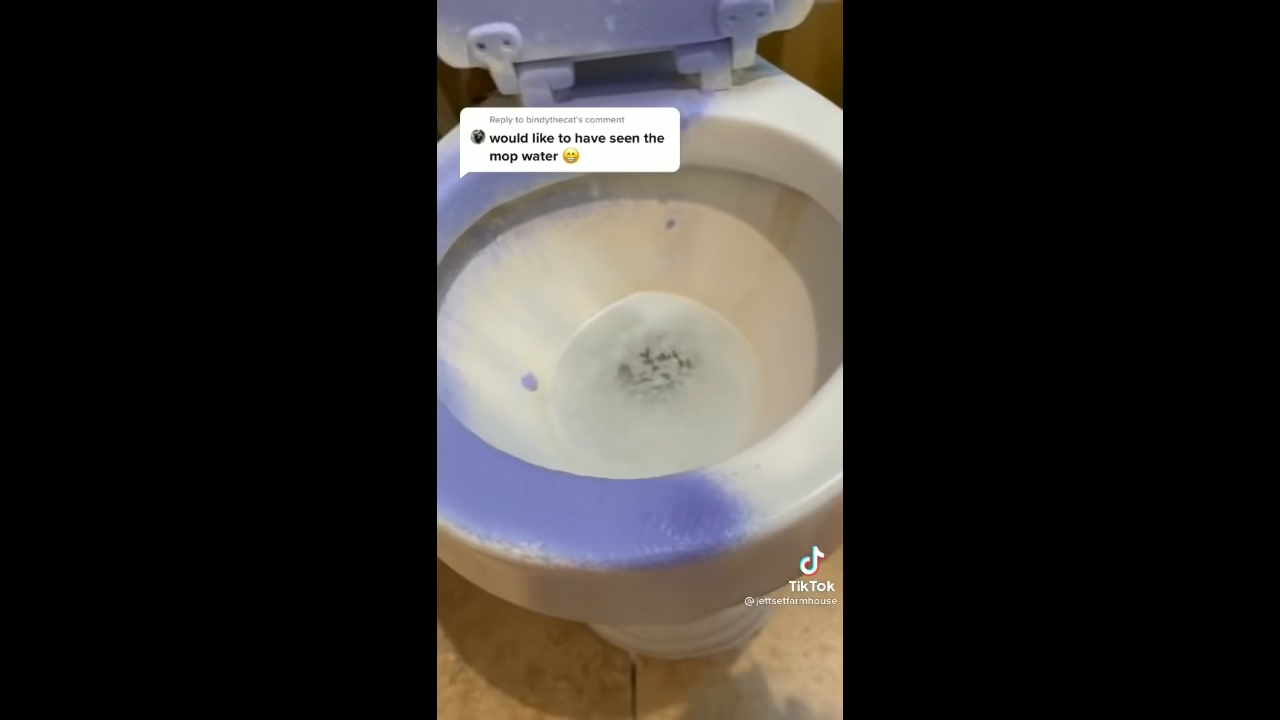 Reply to bindythecat's comment
would like to have seen the
mop water 😬
TikTok
@jettsetfarmhouse